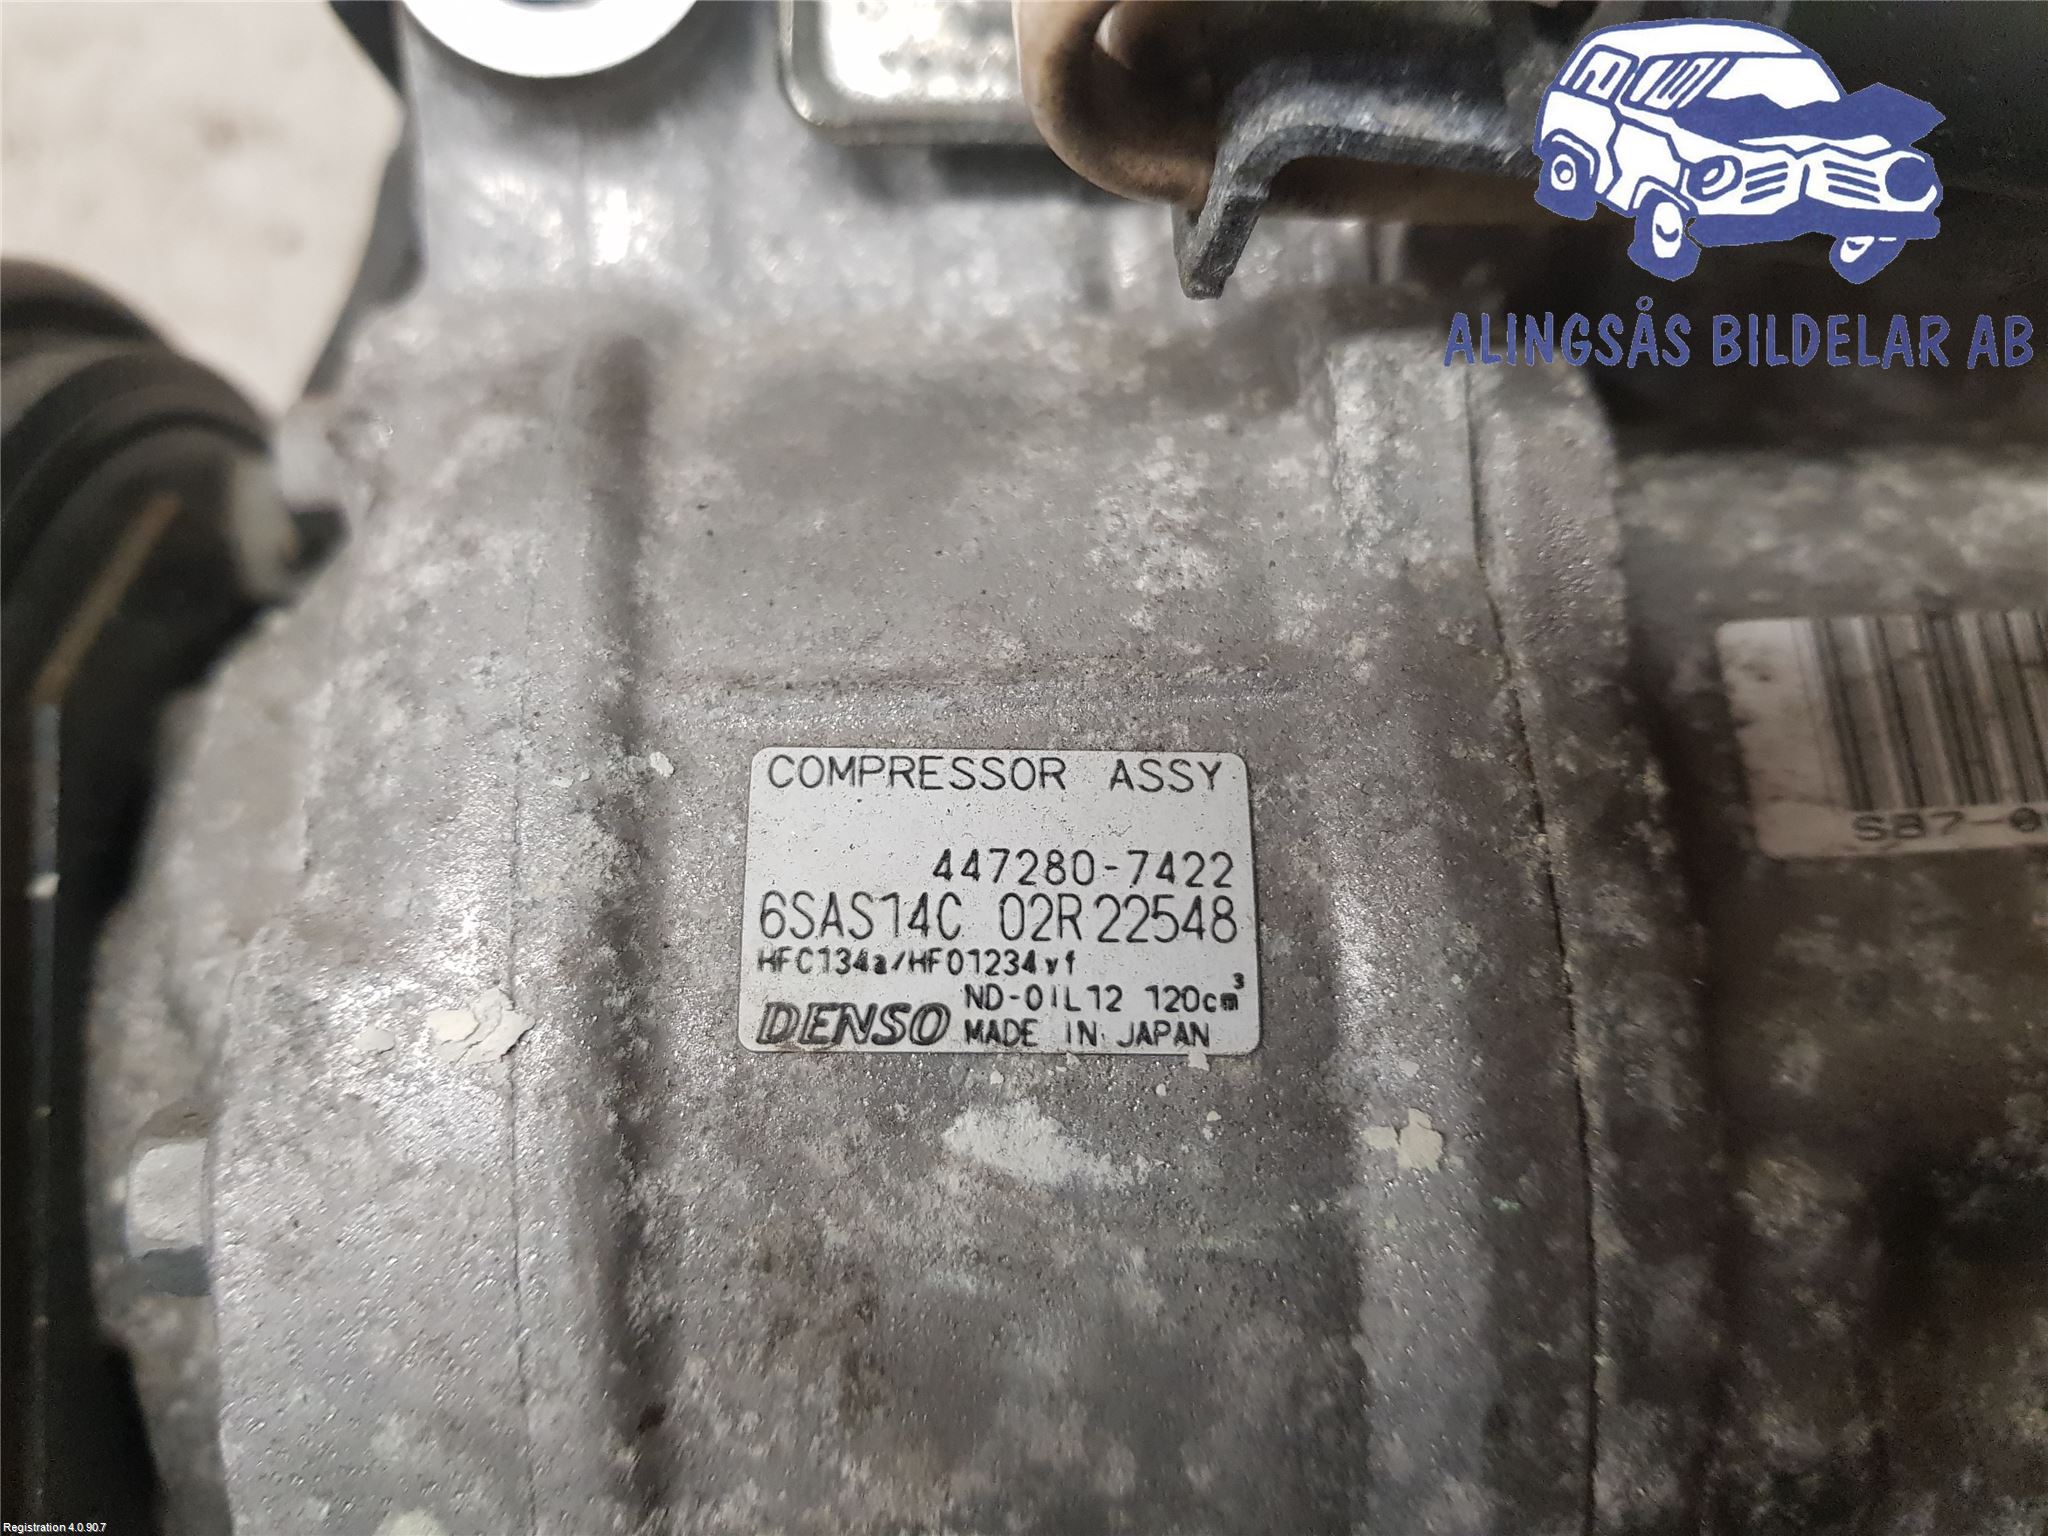 ALINGSÅS BILDELAR AB
COMPRESSOR ASSY
447280-7422
6SAS14C 02R22548
HFC134a/HFO1234yf
ND-OIL12 120cm³
DENSO MADE IN JAPAN
Registration 4.0.90.7